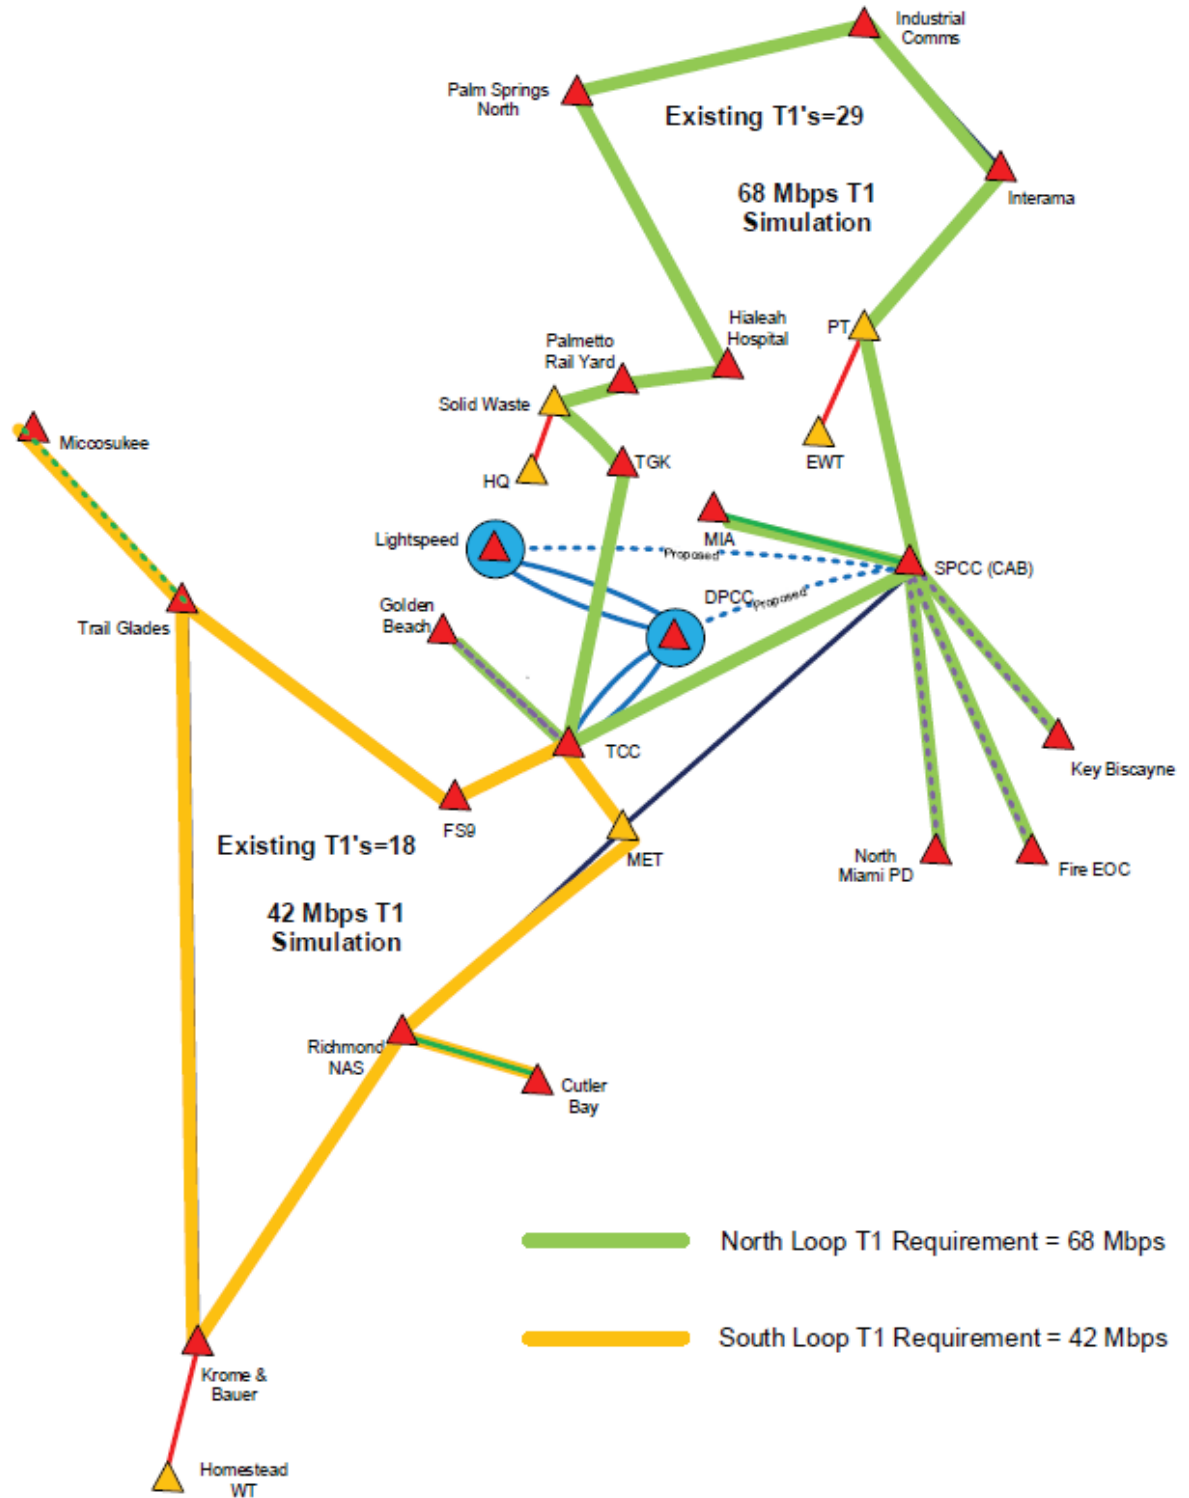 Industrial
Comms
Palm Springs
North
Existing T1's=29
68 Mbps T1
Simulation
Interama
Hialeah
Hospital
PT
Palmetto
Rail Yard
Solid Waste
Miccosukee
HQ
TGK
EWT
Lightspeed
MIA
Proposed
SPCC (CAB)
DPCC
Proposed
Golden
Beach
Trail Glades
TCC
Key Biscayne
FS9
Existing T1's=18
MET
North
Miami PD
Fire EOC
42 Mbps T1
Simulation
Richmond
NAS
Cutler
Bay
North Loop T1 Requirement = 68 Mbps
South Loop T1 Requirement = 42 Mbps
Krome &
Bauer
Homestead
WT